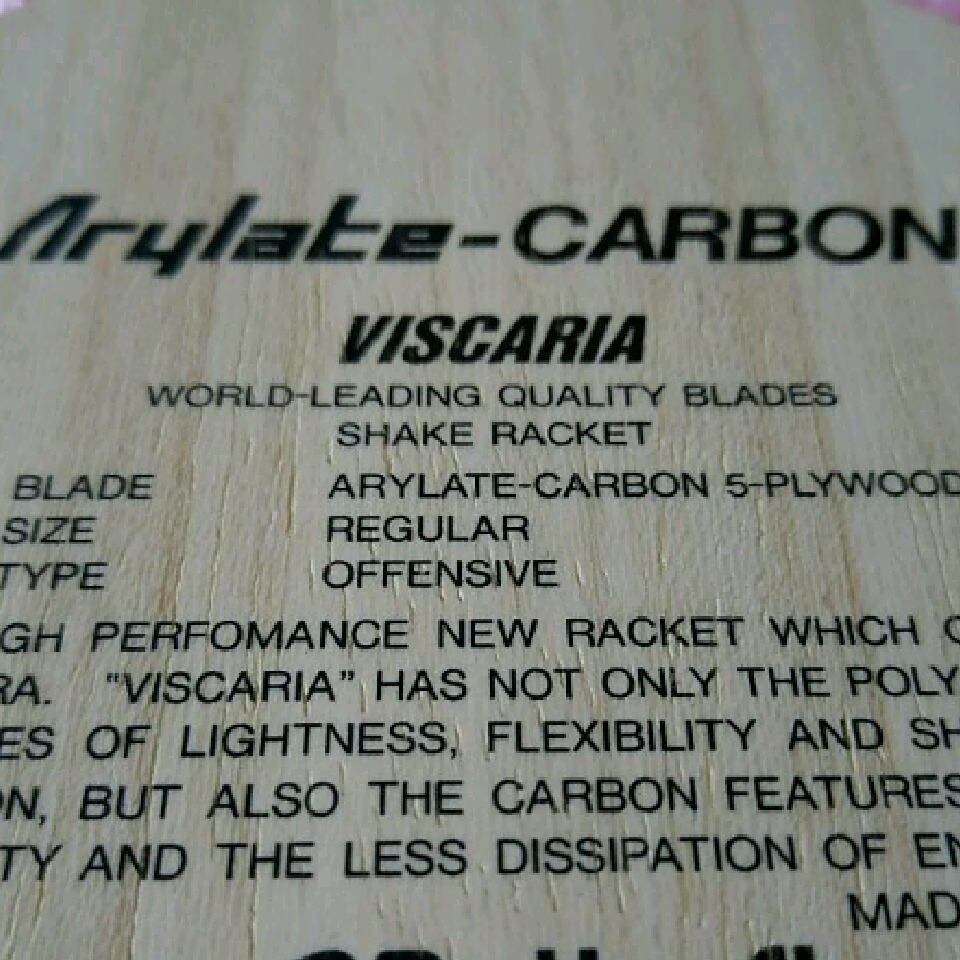 Arylate-CARBON
VISCARIA
WORLD-LEADING QUALITY BLADES
SHAKE RACKET
BLADE ARYLATE-CARBON 5-PLYWOOD
SIZE REGULAR
TYPE OFFENSIVE
GH PERFOMANCE NEW RACKET WHICH
RA. "VISCARIA" HAS NOT ONLY THE POLY
ES OF LIGHTNESS, FLEXIBILITY AND SH
ON, BUT ALSO THE CARBON FEATURES
TY AND THE LESS DISSIPATION OF EN
MAD